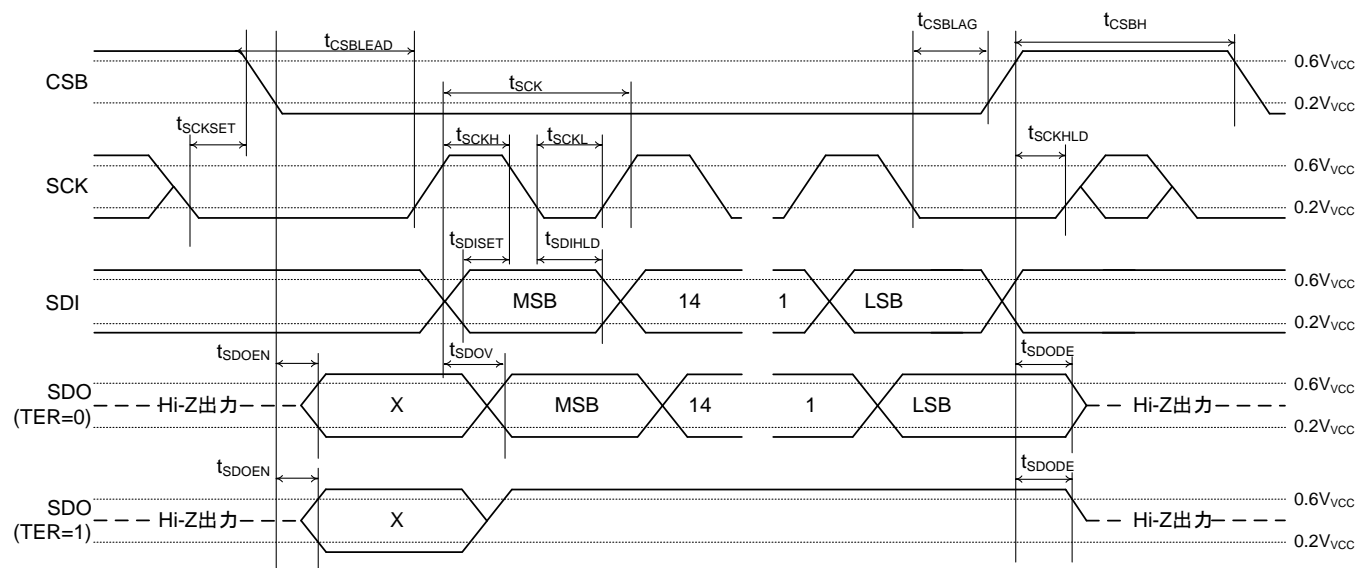 tCSBLEAD
tCSBLAG
tCSBH
CSB
0.6VVCC
tSCK
0.2VVCC
tSCKSET
tSCKH
tSCKL
tSCKHLD
SCK
0.6VVCC
0.2VVCC
tSDISET
tSDIHLD
SDI
MSB
14
1
LSB
0.6VVCC
0.2VVCC
tSDOEN
tSDOV
tSDODE
SDO
(TER=0)
Hi-Z出力
X
MSB
14
1
LSB
Hi-Z出力
0.6VVCC
0.2VVCC
tSDOEN
tSDODE
SDO
(TER=1)
Hi-Z出力
X
Hi-Z出力
0.6VVCC
0.2VVCC